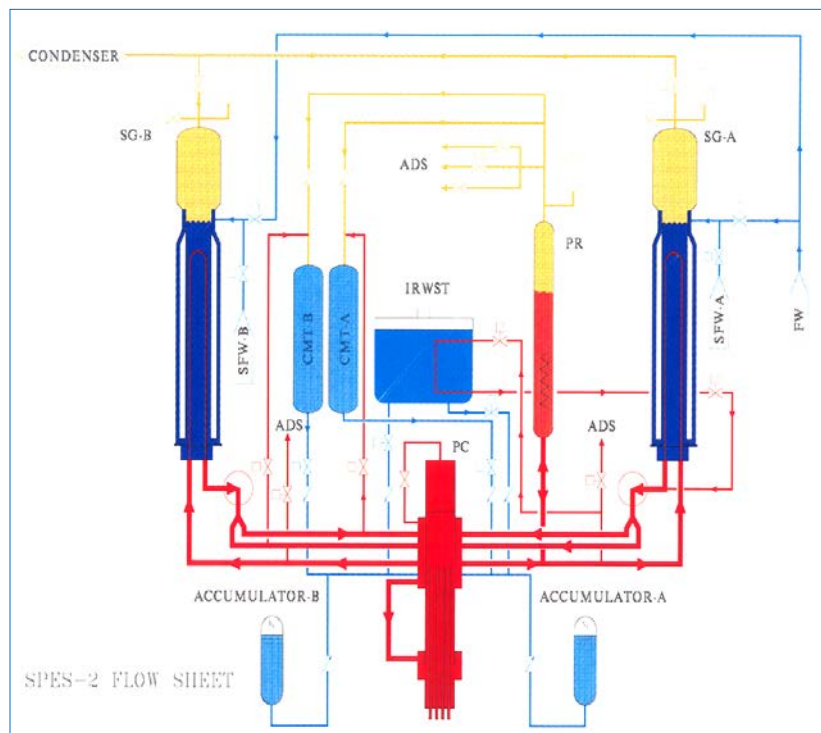 CONDENSER
SG-B
SG-A
ADS
PR
IRWST
CMT-B
CMT-A
SFW-B
SFW-A
FW
ADS
ADS
PC
ACCUMULATOR-B
ACCUMULATOR-A
SPES-2 FLOW SHEET